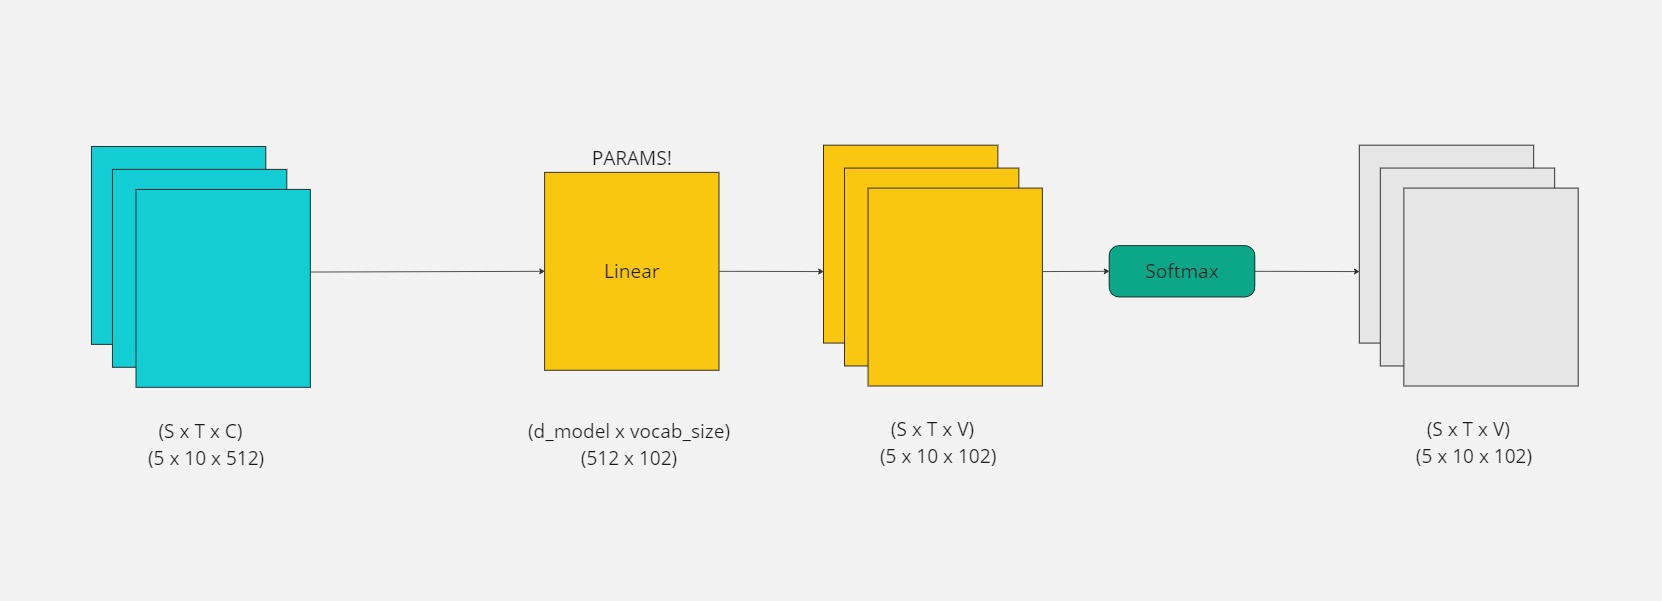 PARAMS!
Linear
Softmax
(S x T x C)
(5 x 10 x 512)
(d_model x vocab_size)
(512 x 102)
(S x T x V)
(5 x 10 x 102)
(S x T x V)
(5 x 10 x 102)